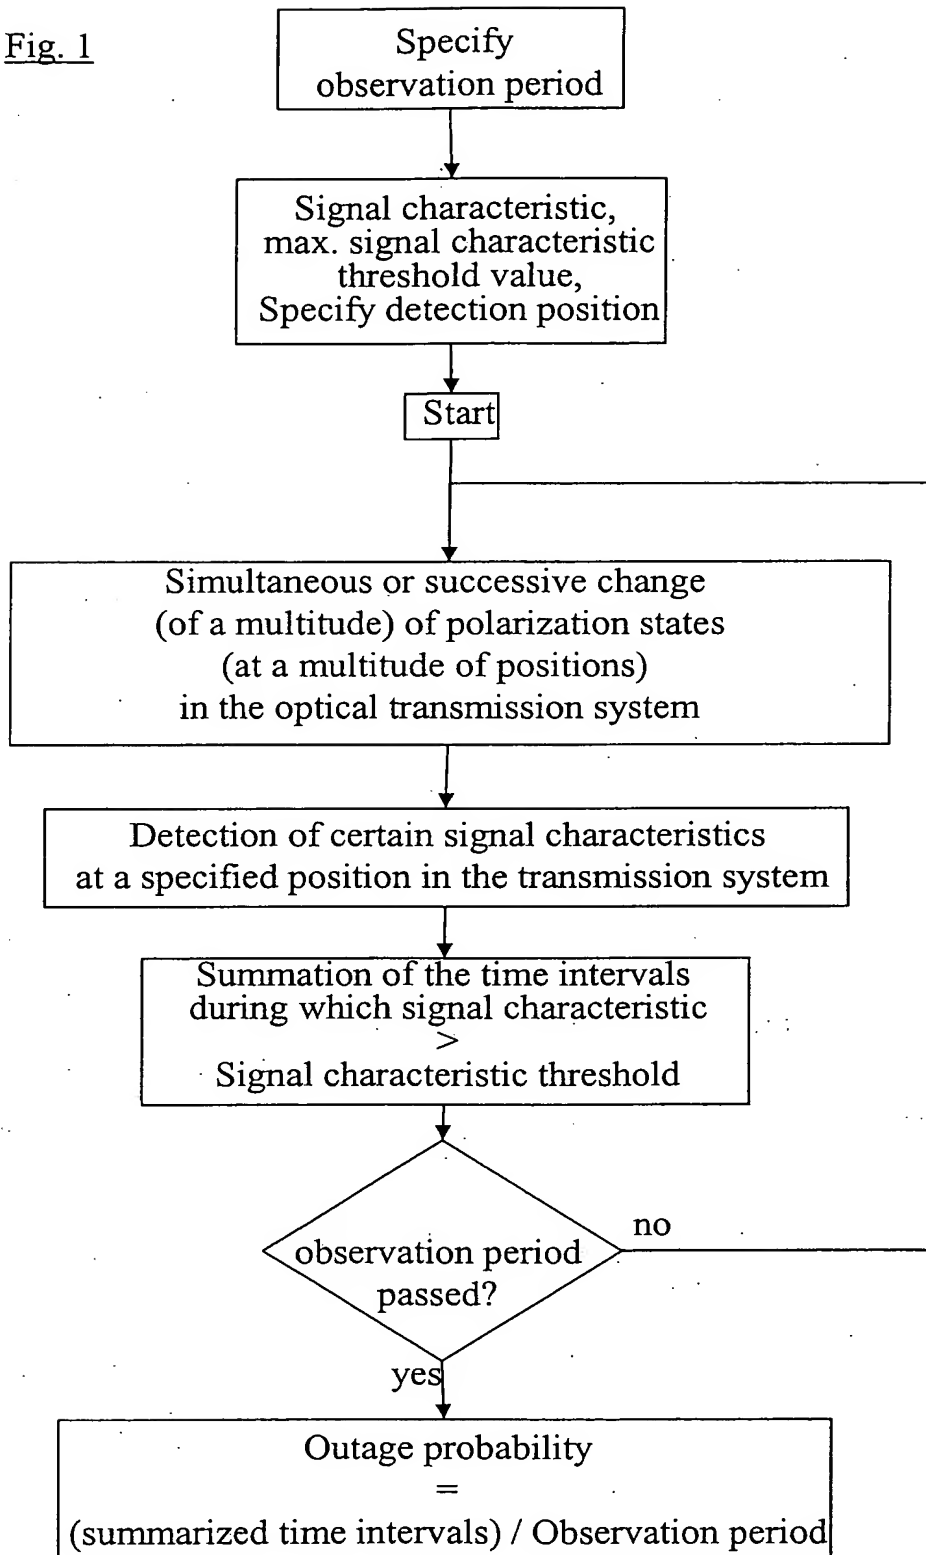 Fig. 1
Specify
observation period
Signal characteristic,
max. signal characteristic
threshold value,
Specify detection position
Start
Simultaneous or successive change
(of a multitude) of polarization states
(at a multitude of positions)
in the optical transmission system
Detection of certain signal characteristics
at a specified position in the transmission system
Summation of the time intervals
during which signal characteristic
>
Signal characteristic threshold
no
observation period
passed?
yes
Outage probability
=
(summarized time intervals) / Observation period